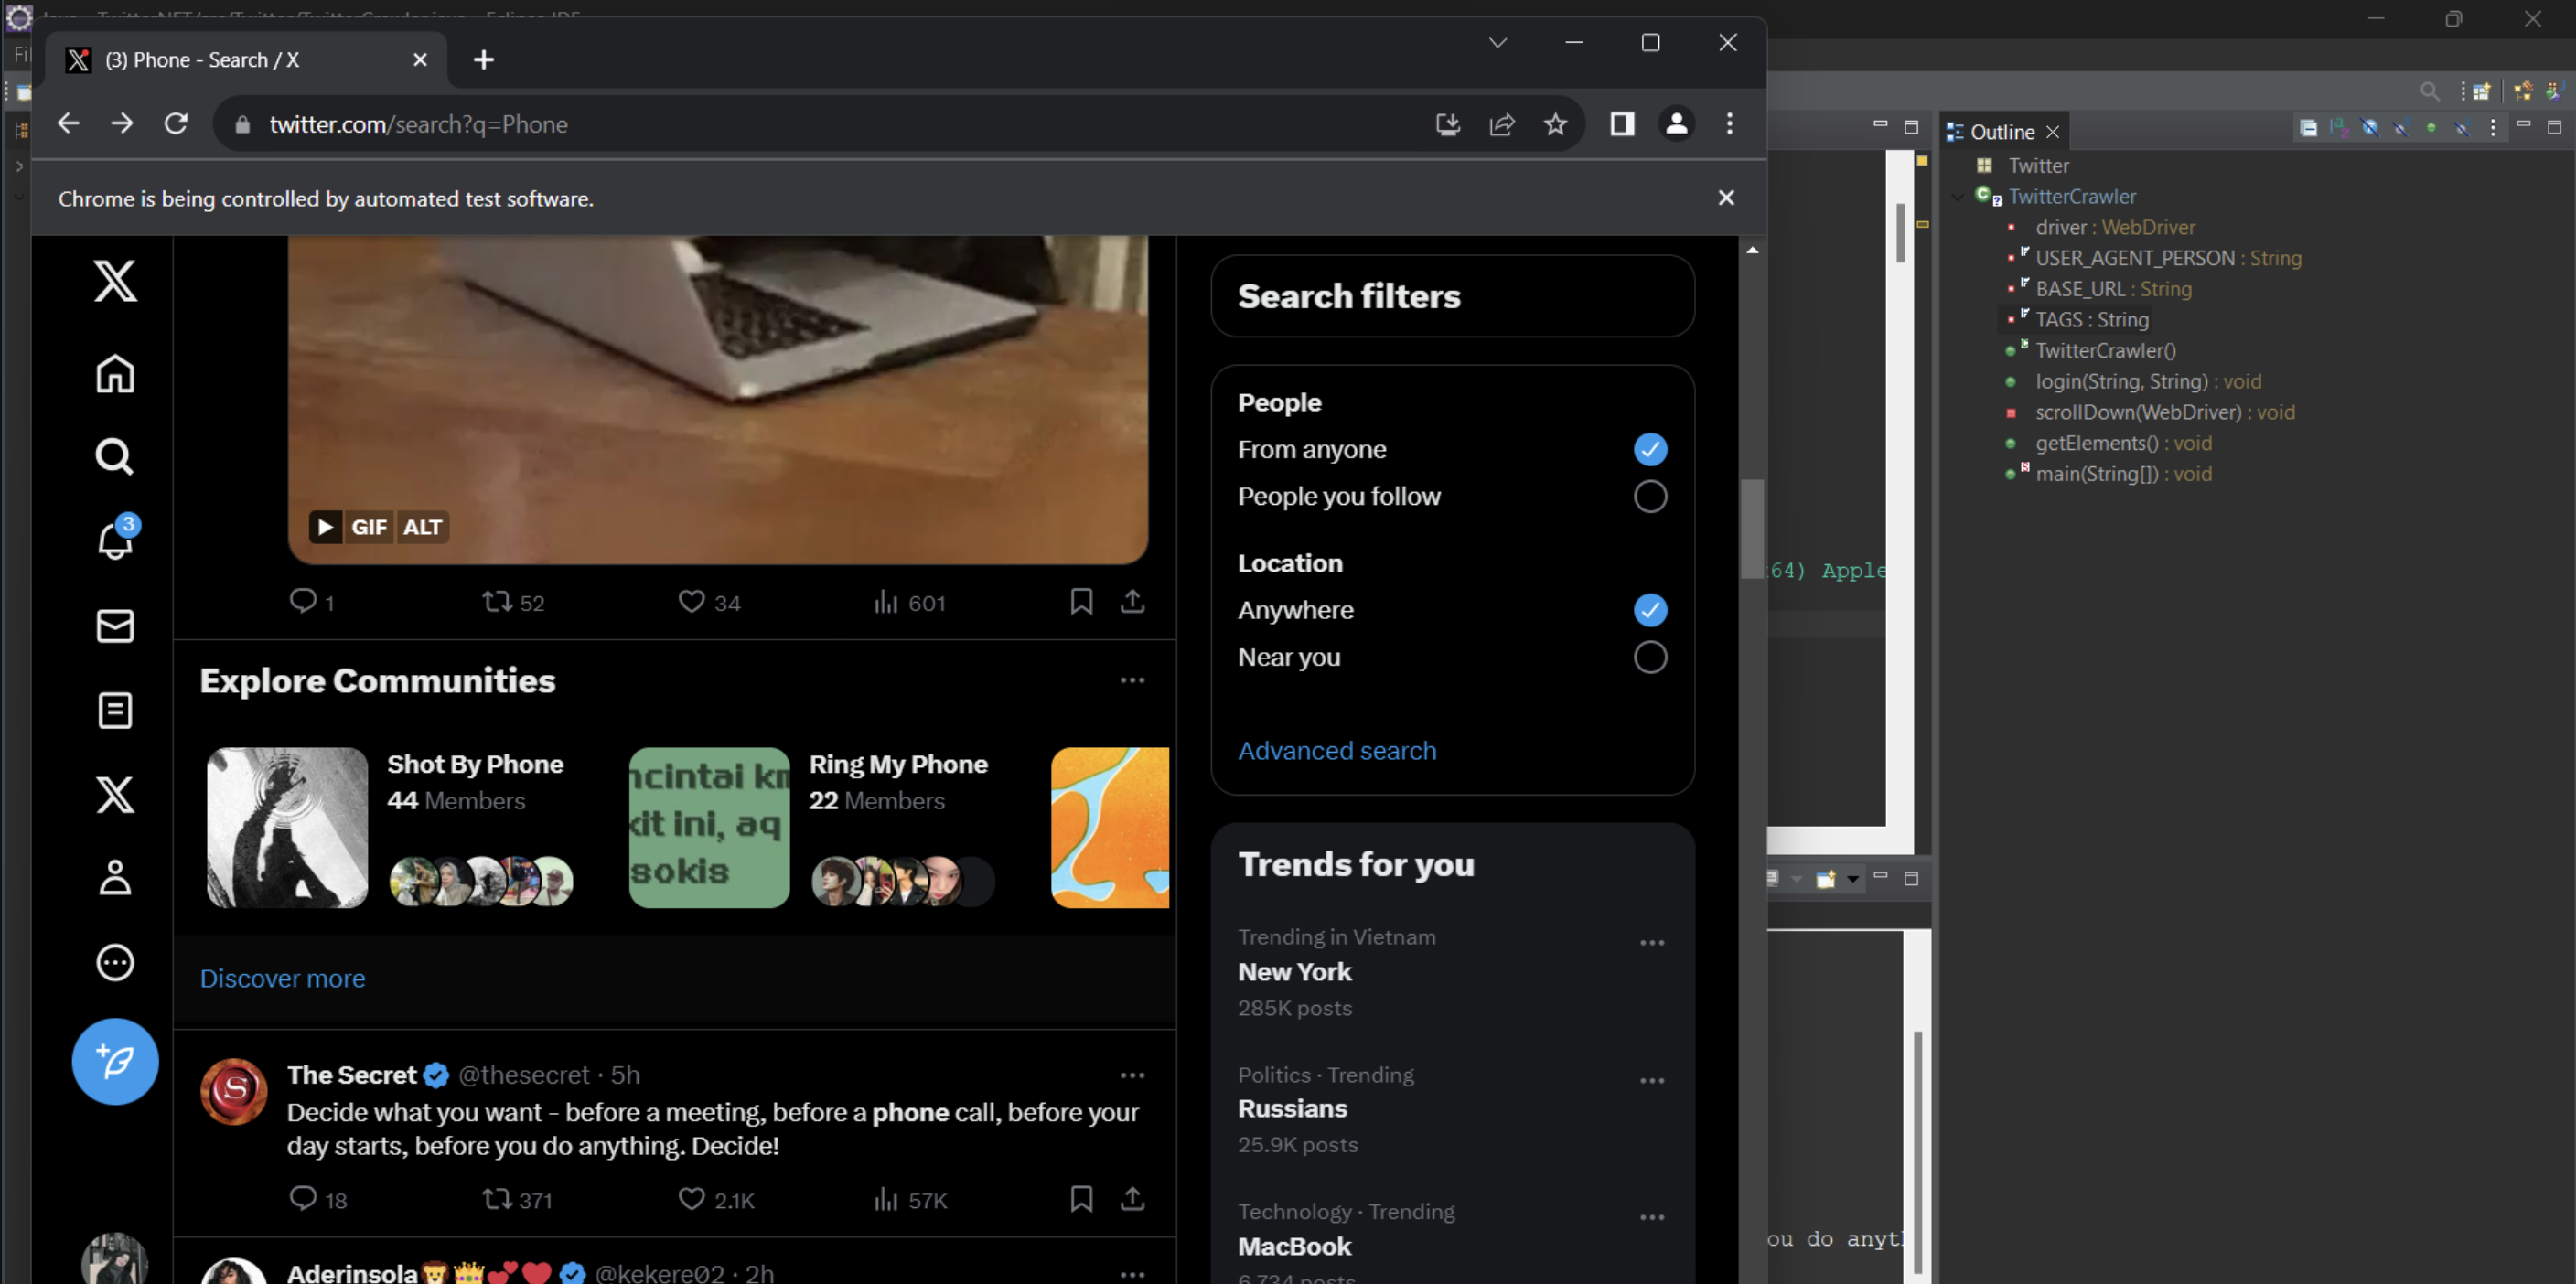 (3) Phone - Search / X
twitter.com/search?q=Phone
Chrome is being controlled by automated test software.
GIF ALT
1 52 34 601
3
Explore Communities
Shot By Phone
44 Members
ncintai
kit ini, aq
sokis
Ring My Phone
22 Members
Discover more
The Secret @thesecret · 5h
Decide what you want – before a meeting, before a phone call, before your
day starts, before you do anything. Decide!
18 371 2.1K 57K
Aderinsola🦁👑💕❤️ @kekere02 · 2h
Search filters
People
From anyone
People you follow
Location
Anywhere
Near you
Advanced search
Trends for you
Trending in Vietnam
New York
285K posts
Politics · Trending
Russians
25.9K posts
Technology · Trending
MacBook
6,734 posts
64) Apple
ou do anyt
Outline
Twitter
TwitterCrawler
driver : WebDriver
USER_AGENT_PERSON : String
BASE_URL : String
TAGS : String
TwitterCrawler()
login(String, String) : void
scrollDown(WebDriver) : void
getElements() : void
main(String[]) : void